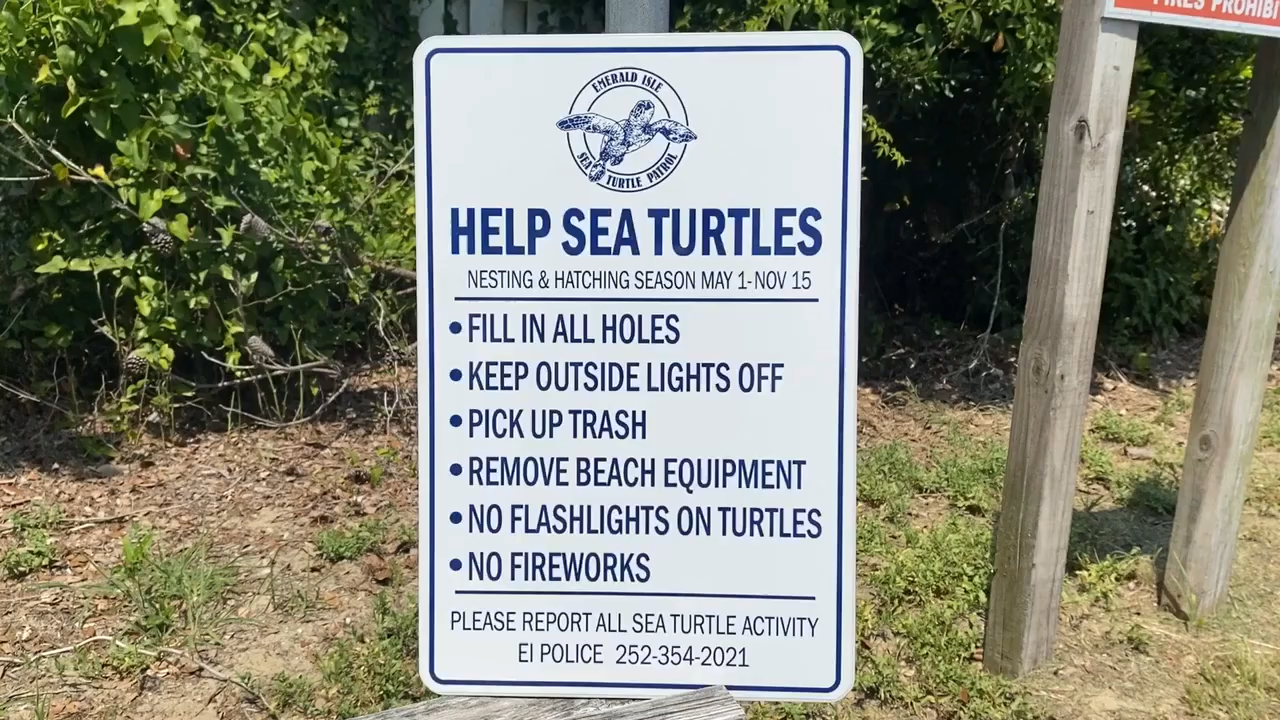 EMERALD ISLE
SEA TURTLE PATROL
HELP SEA TURTLES
NESTING & HATCHING SEASON MAY 1-NOV 15
• FILL IN ALL HOLES
• KEEP OUTSIDE LIGHTS OFF
• PICK UP TRASH
• REMOVE BEACH EQUIPMENT
• NO FLASHLIGHTS ON TURTLES
• NO FIREWORKS
PLEASE REPORT ALL SEA TURTLE ACTIVITY
EI POLICE 252-354-2021